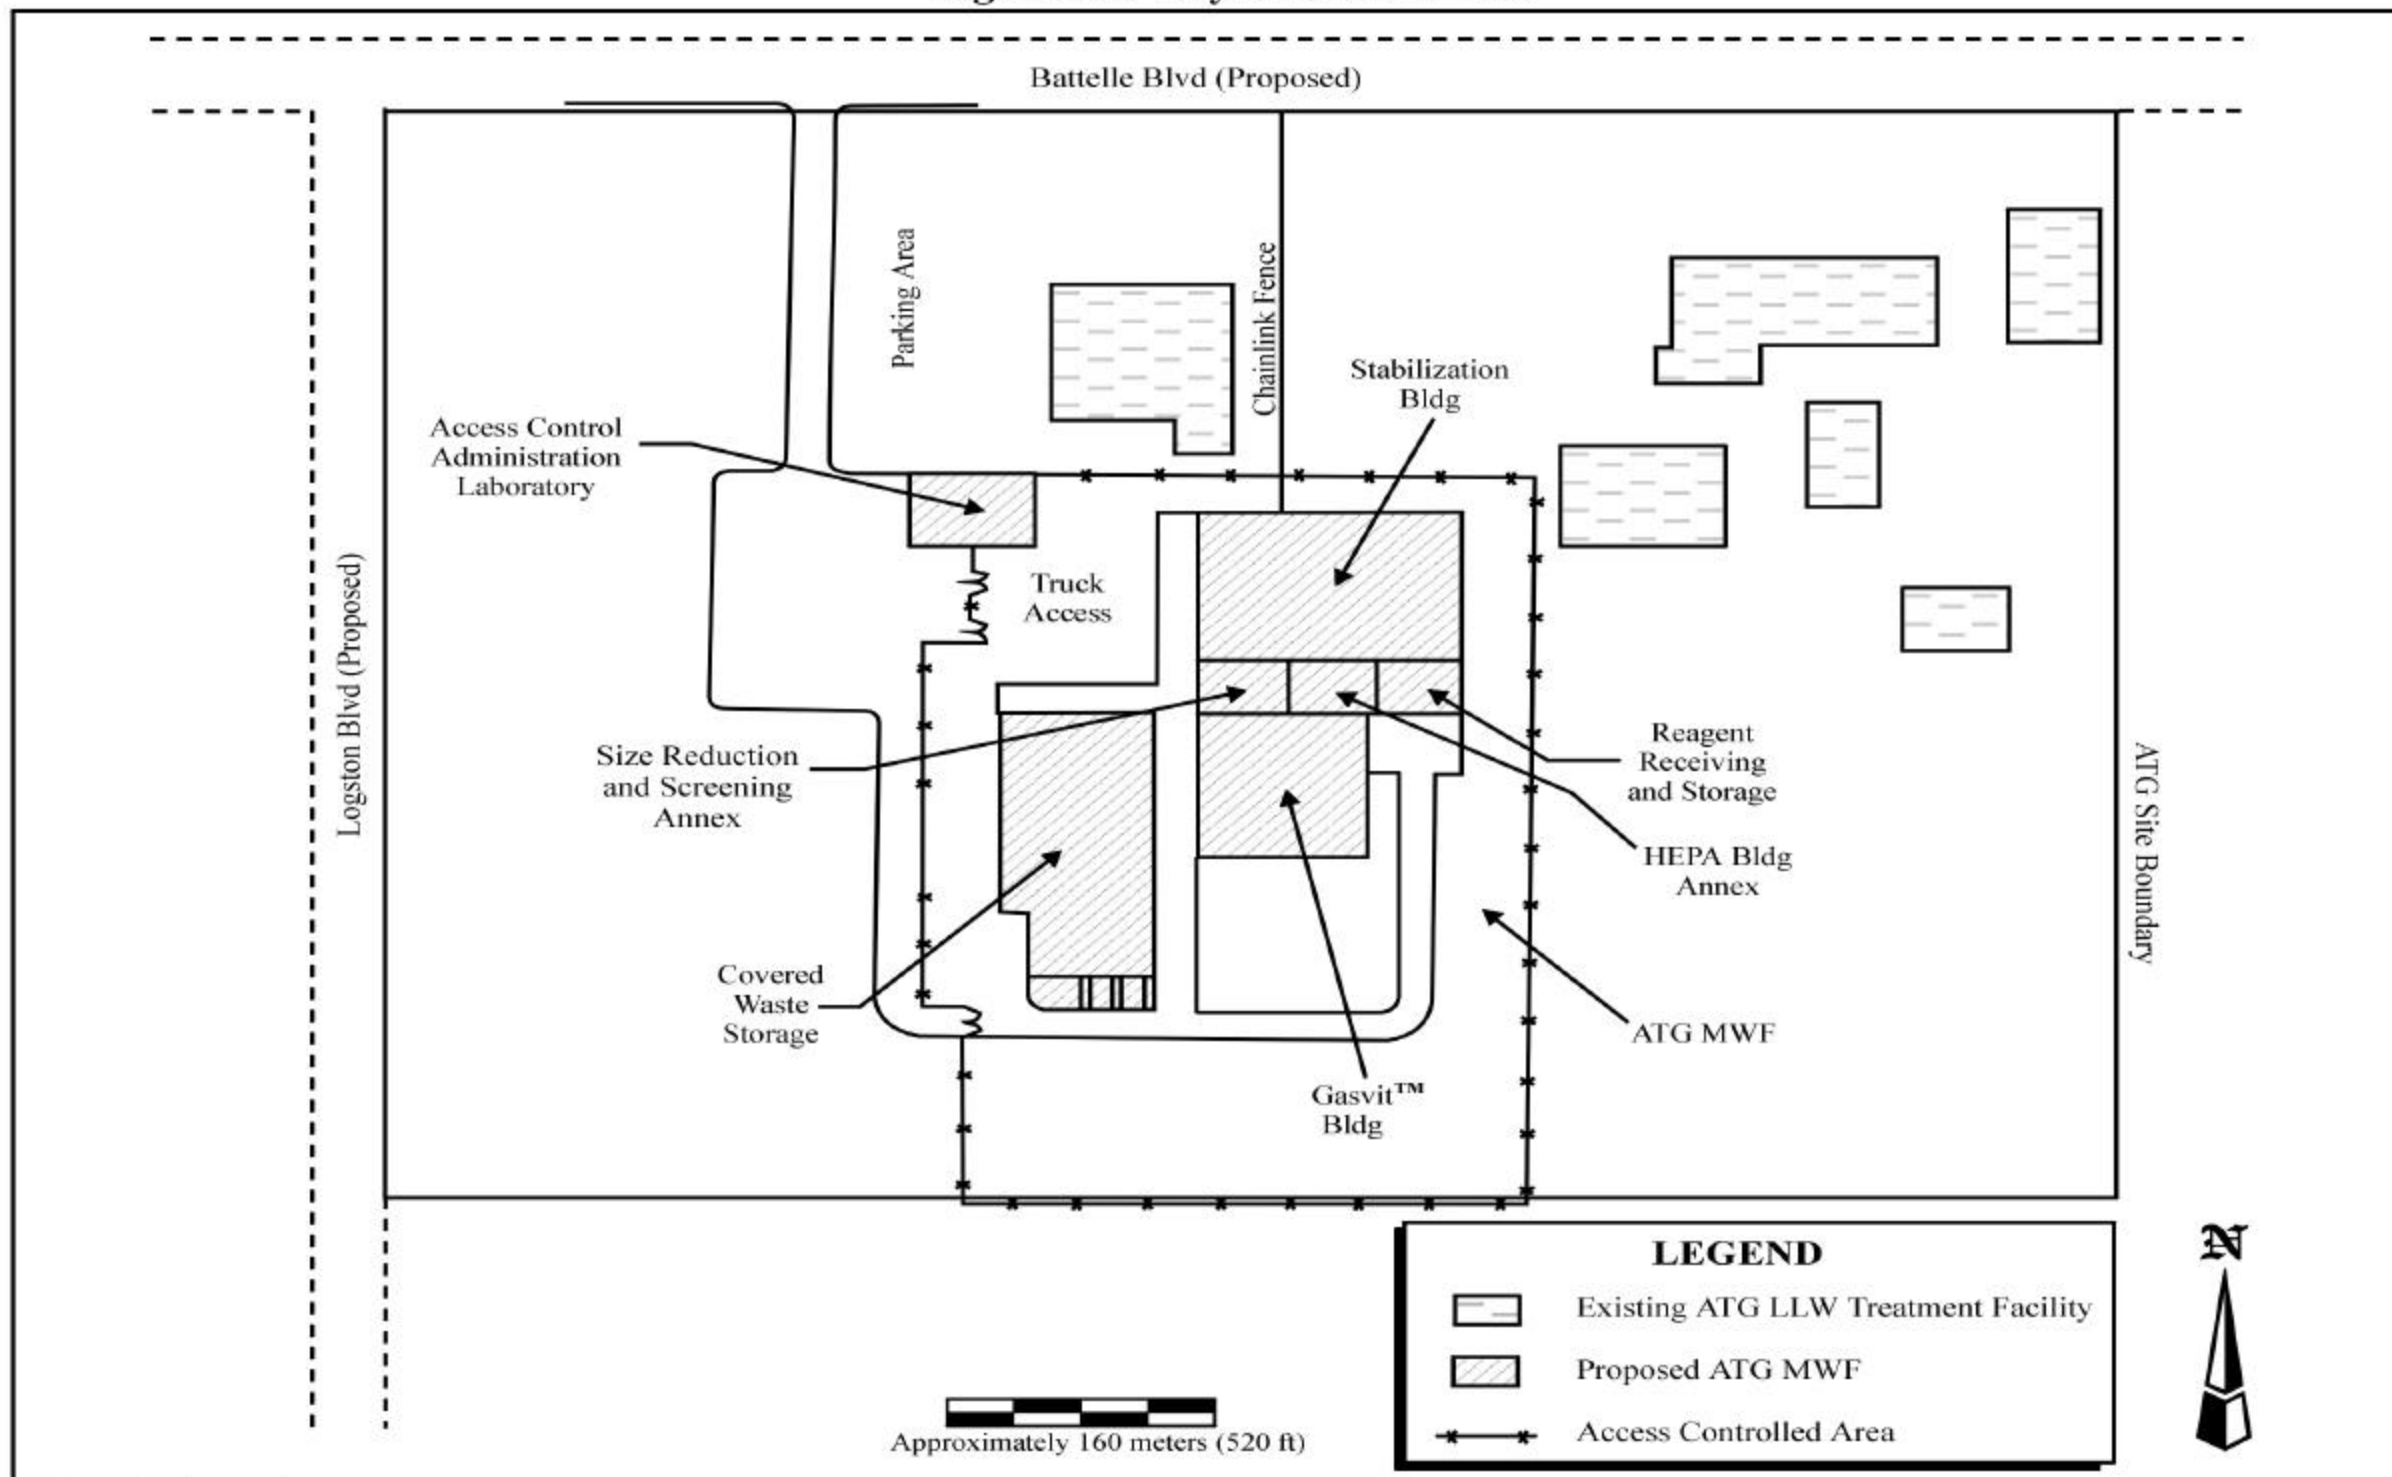 Battelle Blvd (Proposed)
Parking Area
Chainlink Fence
Stabilization
Bldg
Access Control
Administration
Laboratory
Truck
Access
Logston Blvd (Proposed)
Size Reduction
and Screening
Annex
Reagent
Receiving
and Storage
HEPA Bldg
Annex
ATG Site Boundary
Covered
Waste
Storage
ATG MWF
Gasvit™
Bldg
LEGEND
Existing ATG LLW Treatment Facility
Proposed ATG MWF
Access Controlled Area
N
Approximately 160 meters (520 ft)